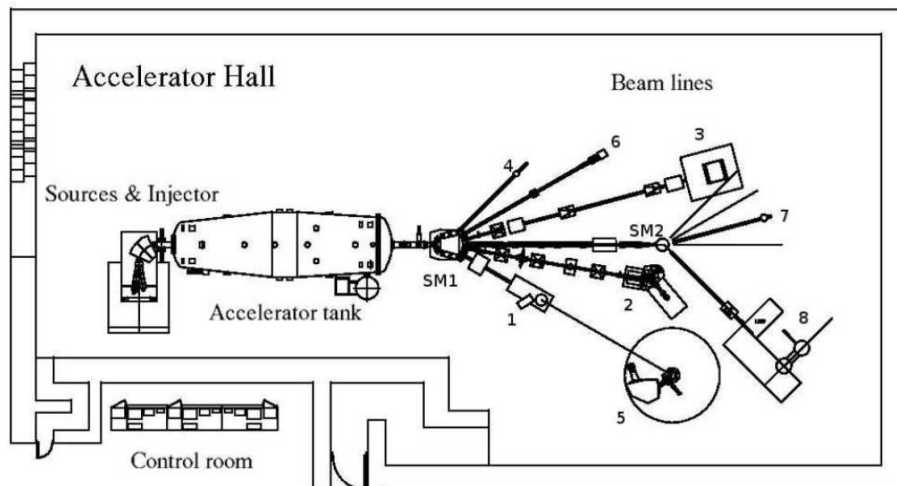 Accelerator Hall
Beam lines
3
6
4
Sources & Injector
7
SM2
SM1
Accelerator tank
1
2
8
5
Control room